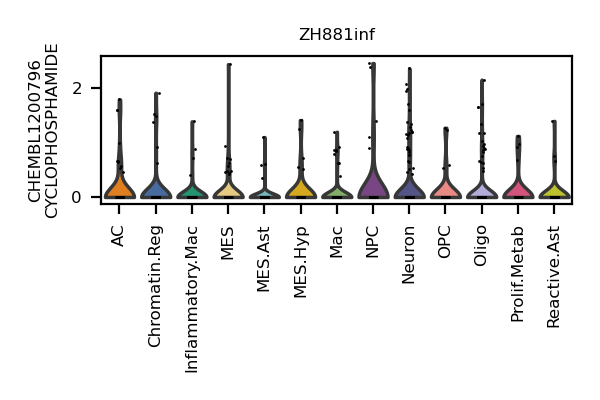 ZH881inf
CHEMBL1200796
CYCLOPHOSPHAMIDE
2
0
AC
Chromatin.Reg
Inflammatory.Mac
MES
MES.Ast
MES.Hyp
Mac
NPC
Neuron
OPC
Oligo
Prolif.Metab
Reactive.Ast